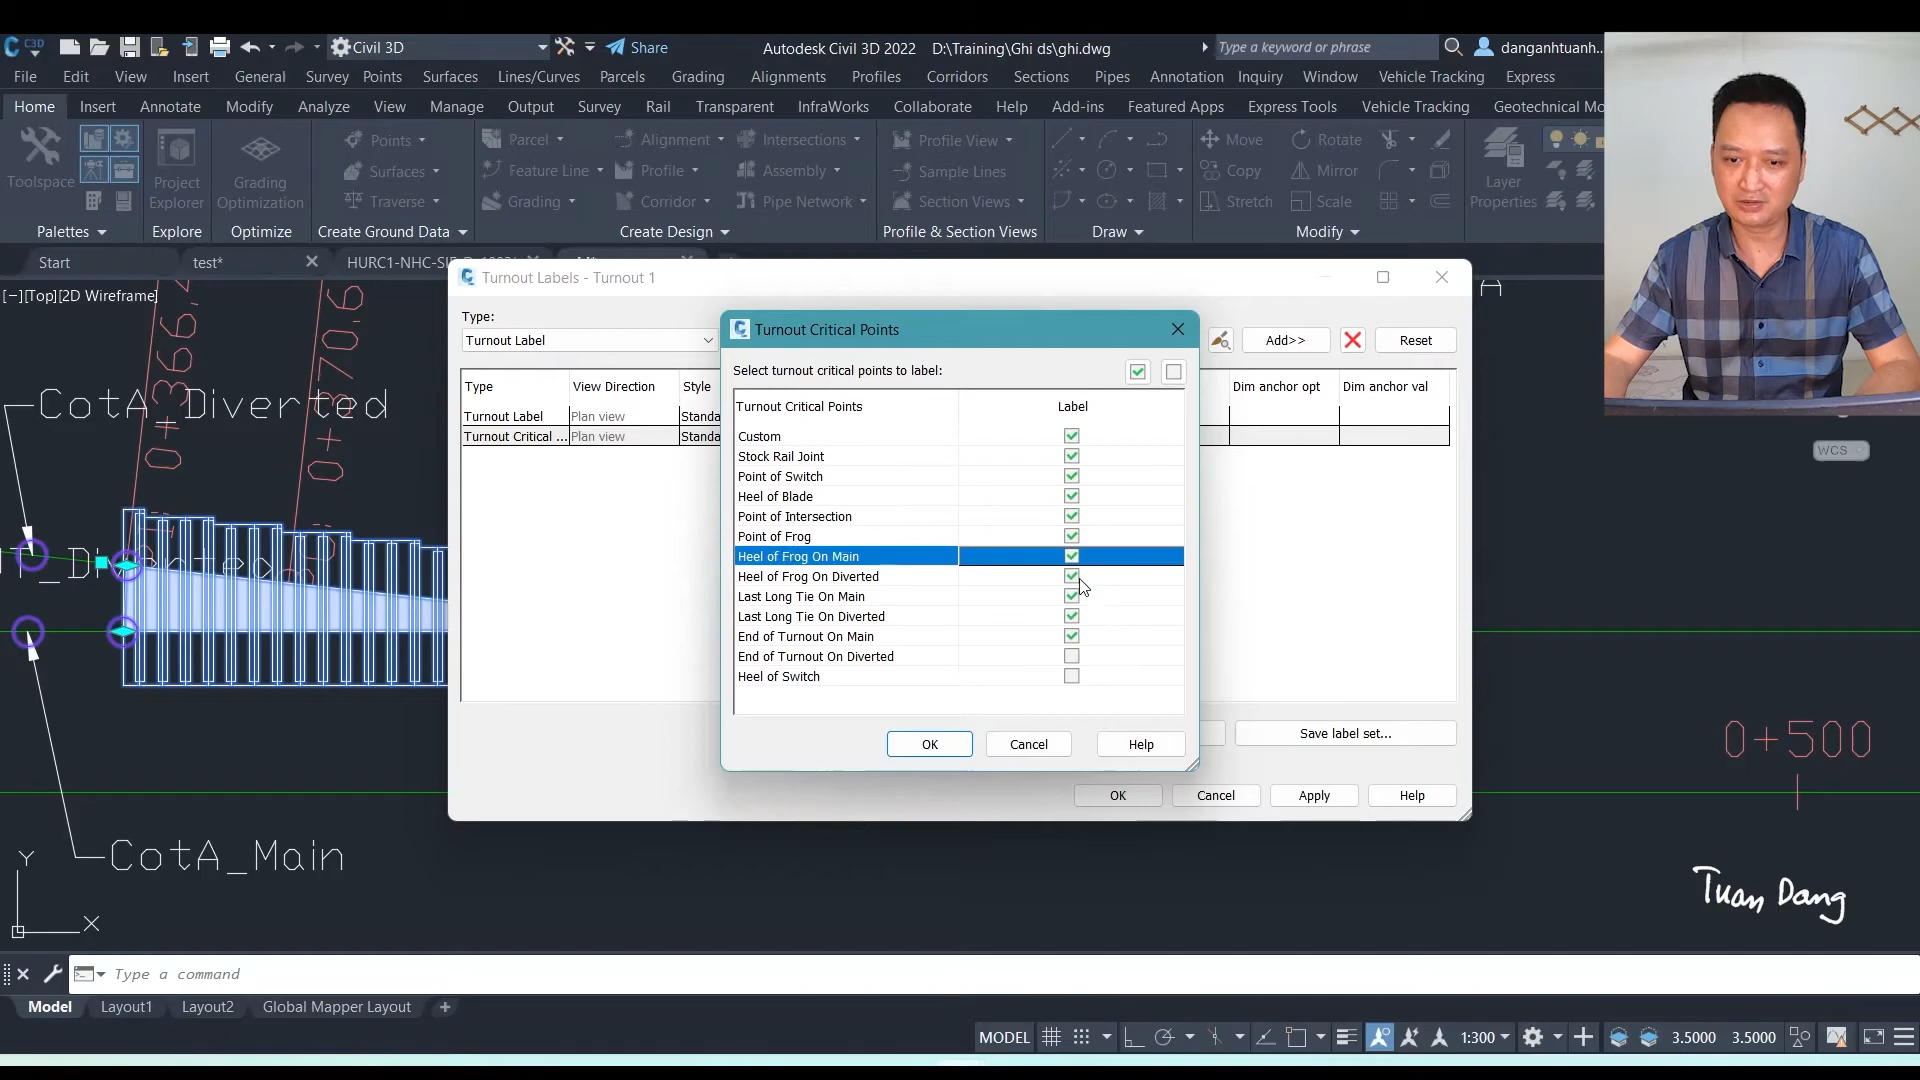 C3D
Civil 3D
Share
Autodesk Civil 3D 2022 D:\Training\Ghi ds\ghi.dwg
Type a keyword or phrase
danganhtuanh...
File Edit View Insert General Survey Points Surfaces Lines/Curves Parcels Grading Alignments Profiles Corridors Sections Pipes Annotation Inquiry Window Vehicle Tracking Express
Home Insert Annotate Modify Analyze View Manage Output Survey Rail Transparent InfraWorks Collaborate Help Add-ins Featured Apps Express Tools Vehicle Tracking Geotechnical Mo
Points Parcel Alignment Intersections Profile View Move Rotate
Toolspace Project Explorer Grading Optimization Surfaces Feature Line Profile Assembly Sample Lines Copy Mirror Layer Properties
Traverse Grading Corridor Pipe Network Section Views Stretch Scale
Palettes Explore Optimize Create Ground Data Create Design Profile & Section Views Draw Modify
Start test*
[−][Top][2D Wireframe]
Turnout Labels - Turnout 1
Type:
Turnout Label
Add>> Reset
Type View Direction Style Dim anchor opt Dim anchor val
Turnout Label Plan view Standa
Turnout Critical ... Plan view Standa
Turnout Critical Points
Select turnout critical points to label:
Turnout Critical Points Label
Custom
Stock Rail Joint
Point of Switch
Heel of Blade
Point of Intersection
Point of Frog
Heel of Frog On Main
Heel of Frog On Diverted
Last Long Tie On Main
Last Long Tie On Diverted
End of Turnout On Main
End of Turnout On Diverted
Heel of Switch
OK Cancel Help
Save label set...
OK Cancel Apply Help
CotA_Diverted
CotA_Main
0+500
WCS
Y
X
Tuan Dang
Type a command
Model Layout1 Layout2 Global Mapper Layout +
MODEL 1:300 3.5000 3.5000